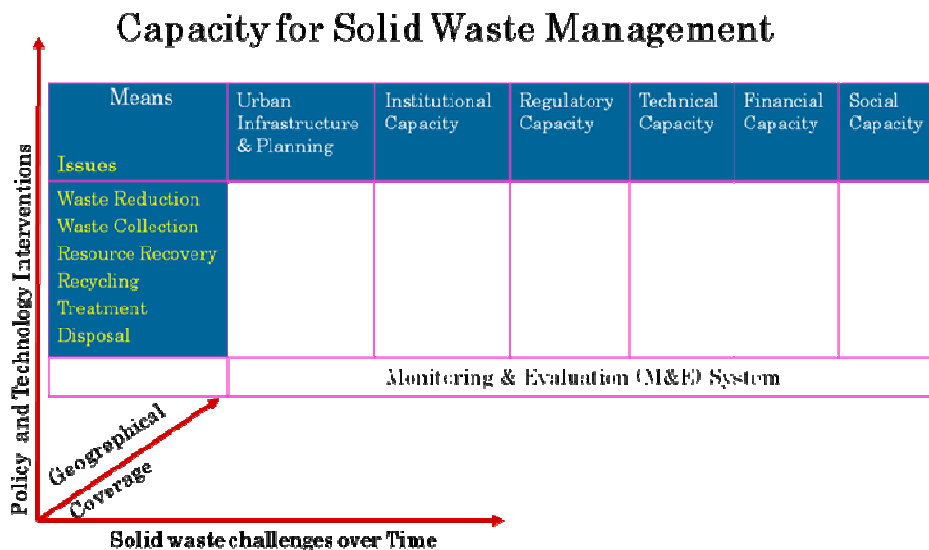 Capacity for Solid Waste Management
Policy and Technology Interventions
Means
Issues
Urban
Infrastructure
& Planning
Institutional
Capacity
Regulatory
Capacity
Technical
Capacity
Financial
Capacity
Social
Capacity
Waste Reduction
Waste Collection
Resource Recovery
Recycling
Treatment
Disposal
Monitoring & Evaluation (M&E) System
Geographical
Coverage
Solid waste challenges over Time